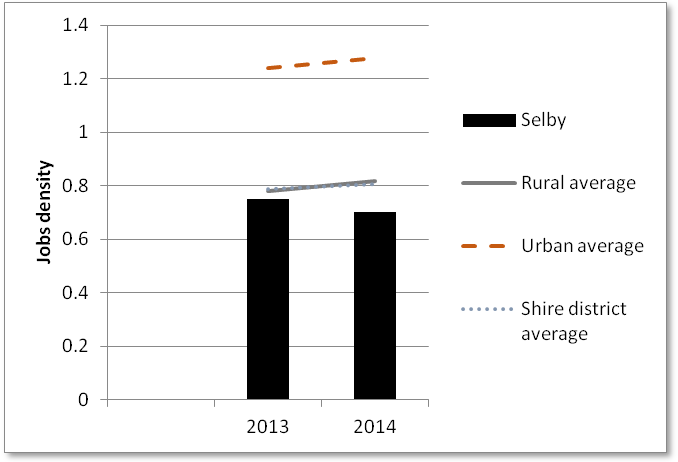 1.4
1.2
1
0.8
0.6
0.4
0.2
0
Jobs density
2013
2014
Selby
Rural average
Urban average
Shire district
average